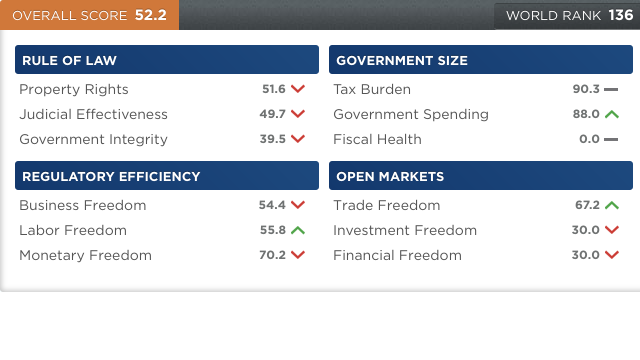 OVERALL SCORE 52.2
WORLD RANK 136
RULE OF LAW
Property Rights 51.6
Judicial Effectiveness 49.7
Government Integrity 39.5
GOVERNMENT SIZE
Tax Burden 90.3
Government Spending 88.0
Fiscal Health 0.0
REGULATORY EFFICIENCY
Business Freedom 54.4
Labor Freedom 55.8
Monetary Freedom 70.2
OPEN MARKETS
Trade Freedom 67.2
Investment Freedom 30.0
Financial Freedom 30.0